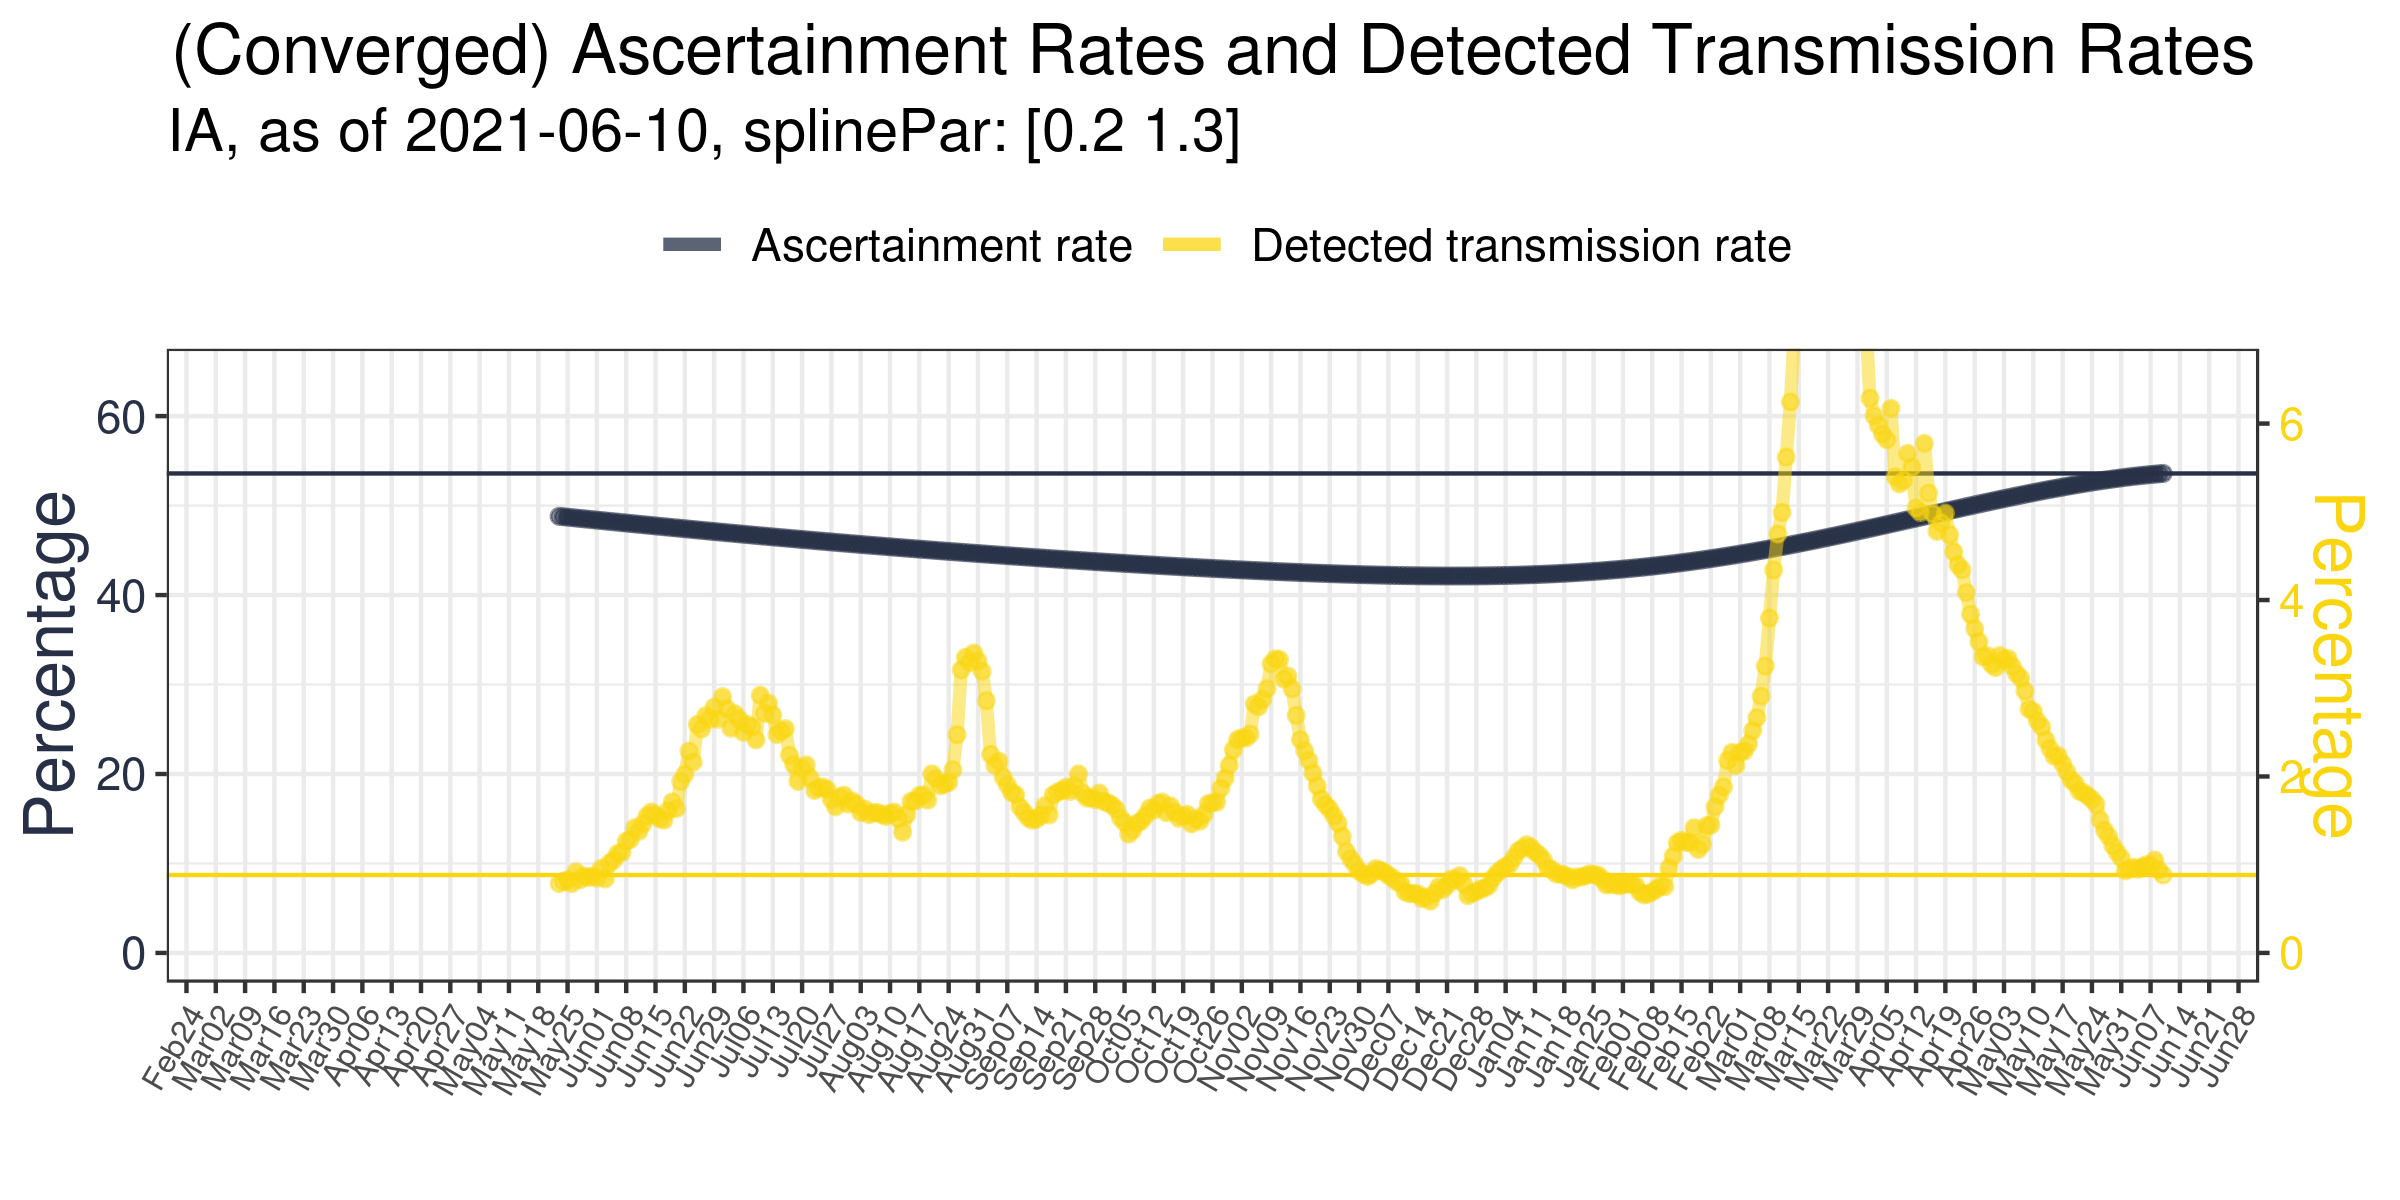 (Converged) Ascertainment Rates and Detected Transmission Rates
IA, as of 2021-06-10, splinePar: [0.2 1.3]
Ascertainment rate Detected transmission rate
Percentage
60
40
20
0
6
4
2
0
Percentage
Feb24
Mar02
Mar09
Mar16
Mar23
Mar30
Apr06
Apr13
Apr20
Apr27
May04
May11
May18
May25
Jun01
Jun08
Jun15
Jun22
Jun29
Jul06
Jul13
Jul20
Jul27
Aug03
Aug10
Aug17
Aug24
Aug31
Sep07
Sep14
Sep21
Sep28
Oct05
Oct12
Oct19
Oct26
Nov02
Nov09
Nov16
Nov23
Nov30
Dec07
Dec14
Dec21
Dec28
Jan04
Jan11
Jan18
Jan25
Feb01
Feb08
Feb15
Feb22
Mar01
Mar08
Mar15
Mar22
Mar29
Apr05
Apr12
Apr19
Apr26
May03
May10
May17
May24
May31
Jun07
Jun14
Jun21
Jun28